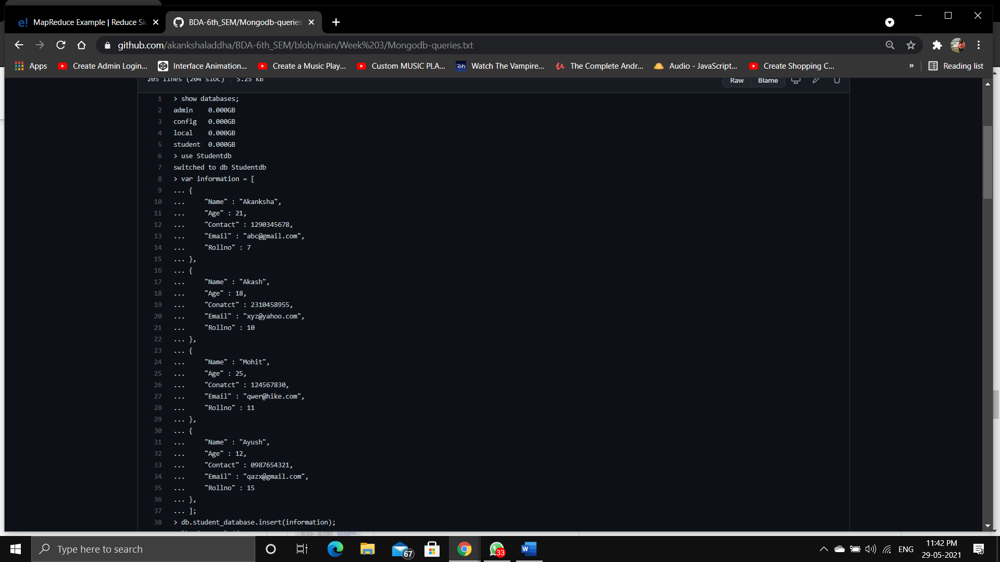 MapReduce Example | Reduce Si
BDA-6th_SEM/Mongodb-queries
github.com/akankshaladdha/BDA-6th_SEM/blob/main/Week%203/Mongodb-queries.txt
Apps
Create Admin Login...
Interface Animation...
Create a Music Play...
Custom MUSIC PLA...
Watch The Vampire...
The Complete Andr...
Audio - JavaScript...
Create Shopping C...
»
Reading list
205 lines (204 sloc) 5.25 KB
Raw Blame
1 > show databases;
2 admin 0.000GB
3 config 0.000GB
4 local 0.000GB
5 student 0.000GB
6 > use Studentdb
7 switched to db Studentdb
8 > var information = [
9 ... {
10 ... "Name" : "Akanksha",
11 ... "Age" : 21,
12 ... "Contact" : 1290345678,
13 ... "Email" : "abc@gmail.com",
14 ... "Rollno" : 7
15 ... },
16 ... {
17 ... "Name" : "Akash",
18 ... "Age" : 18,
19 ... "Conatct" : 2310458955,
20 ... "Email" : "xyz@yahoo.com",
21 ... "Rollno" : 10
22 ... },
23 ... {
24 ... "Name" : "Mohit",
25 ... "Age" : 25,
26 ... "Conatct" : 124567830,
27 ... "Email" : "qwer@hike.com",
28 ... "Rollno" : 11
29 ... },
30 ... {
31 ... "Name" : "Ayush",
32 ... "Age" : 12,
33 ... "Contact" : 0987654321,
34 ... "Email" : "qazx@gmail.com",
35 ... "Rollno" : 15
36 ... },
37 ... ];
38 > db.student_database.insert(information);
Type here to search
67
33
ENG
11:42 PM
29-05-2021